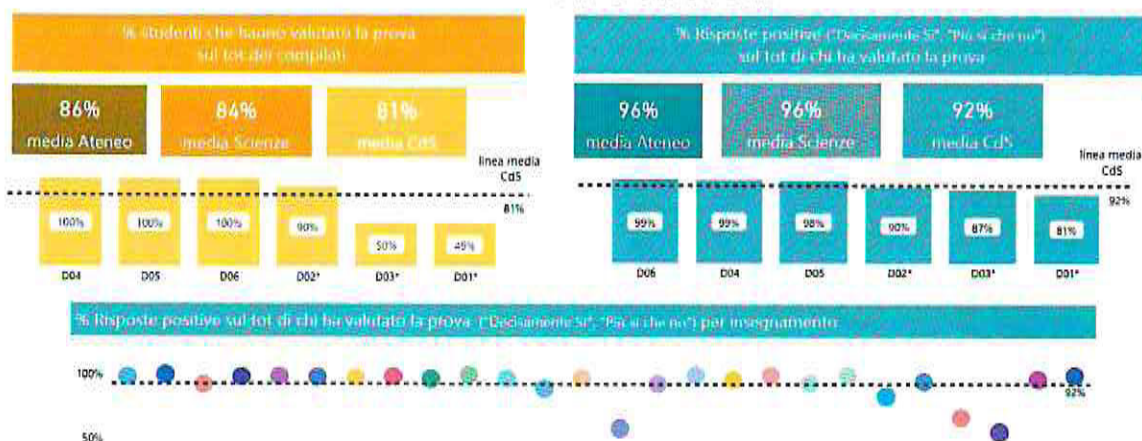 % studenti che hanno valutato la prova
sul tot dei compilati
86%
media Ateneo
84%
media Scienze
81%
media CdS
linea media
CdS
81%
100%
100%
100%
90%
50%
D04
D05
D06
D02*
D03*
D01*
% Risposte positive ("Decisamente Sì", "Più sì che no")
sul tot di chi ha valutato la prova
96%
media Ateneo
96%
media Scienze
92%
media CdS
linea media
CdS
92%
99%
99%
98%
90%
87%
81%
D06
D04
D05
D02*
D03*
D01*
% Risposte positive sul tot di chi ha valutato la prova ("Decisamente Sì", "Più sì che no") per insegnamento
100%
92%
50%